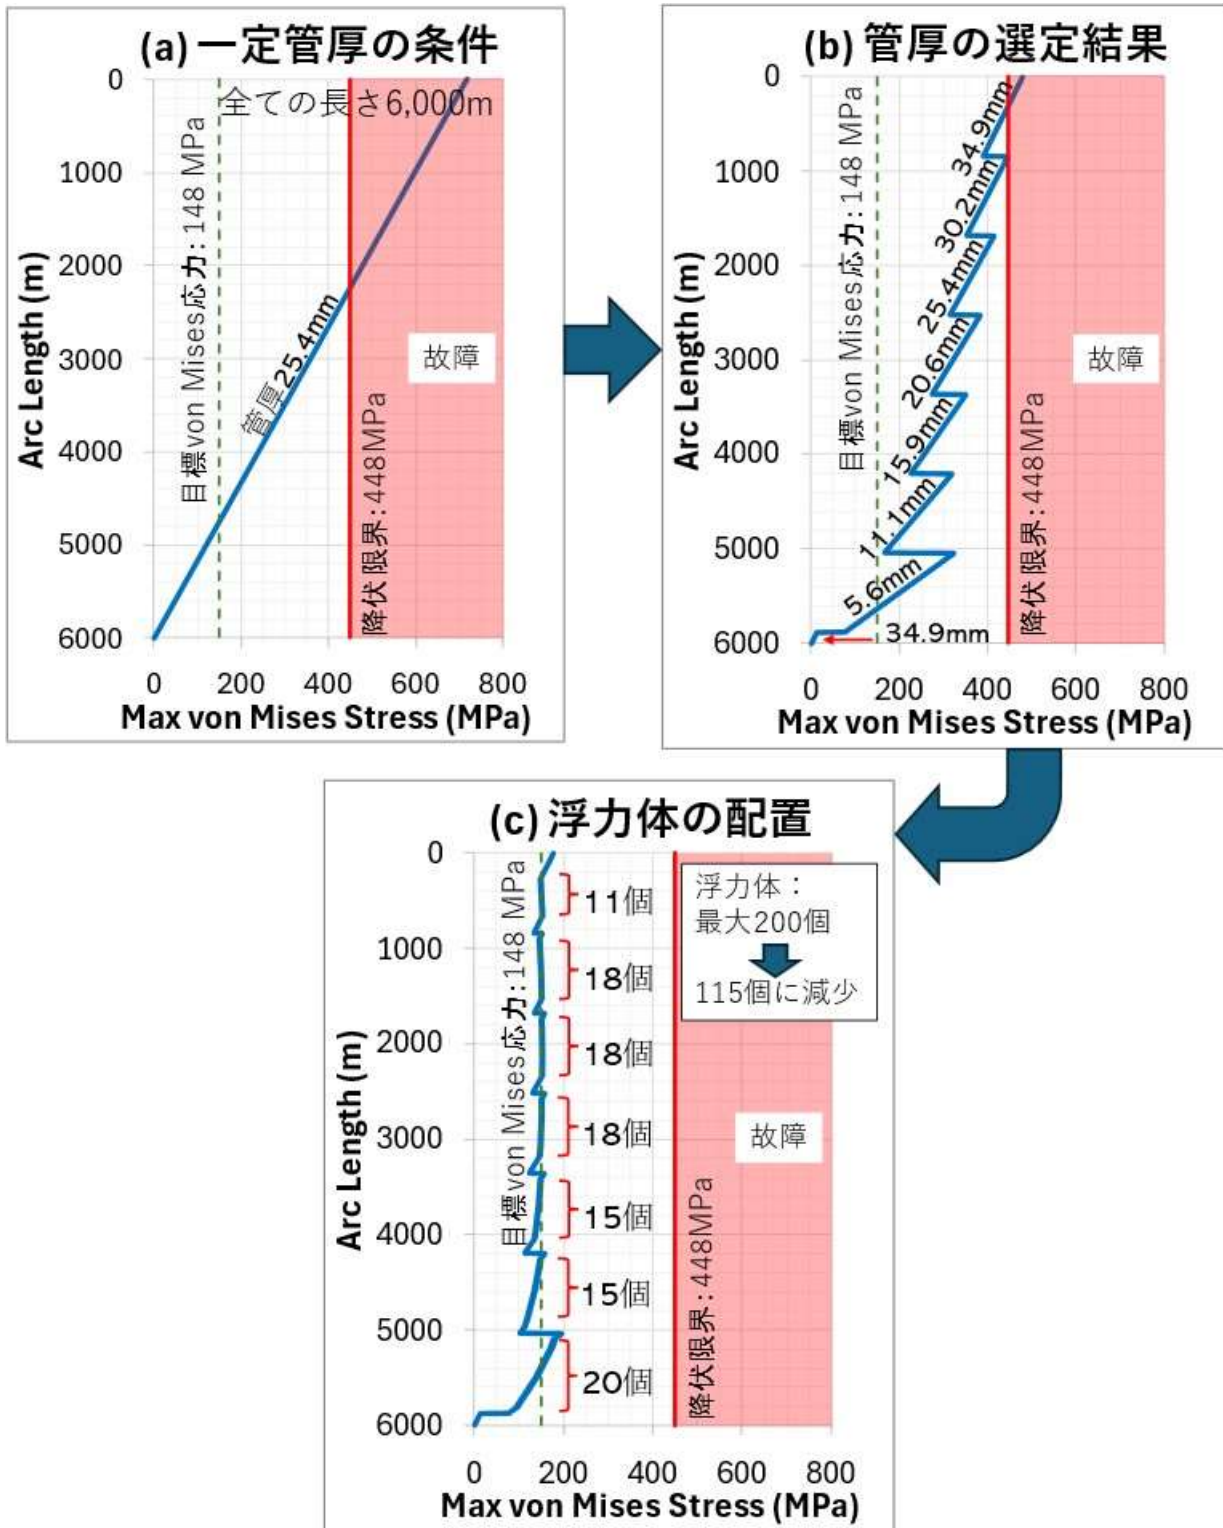 (a) 一定管厚の条件
全ての長さ6,000m
0
1000
2000
3000
4000
5000
6000
Arc Length (m)
目標von Mises応力:148 MPa
管厚25.4mm
故障
降伏限界:448MPa
0 200 400 600 800
Max von Mises Stress (MPa)
(b) 管厚の選定結果
0
1000
2000
3000
4000
5000
6000
Arc Length (m)
目標von Mises応力:148 MPa
34.9mm
30.2mm
25.4mm
20.6mm
15.9mm
11.1mm
5.6mm
34.9mm
故障
降伏限界:448MPa
0 200 400 600 800
Max von Mises Stress (MPa)
(c) 浮力体の配置
0
1000
2000
3000
4000
5000
6000
Arc Length (m)
目標von Mises応力:148 MPa
11個
18個
18個
18個
15個
15個
20個
浮力体：
最大200個
115個に減少
故障
降伏限界:448MPa
0 200 400 600 800
Max von Mises Stress (MPa)